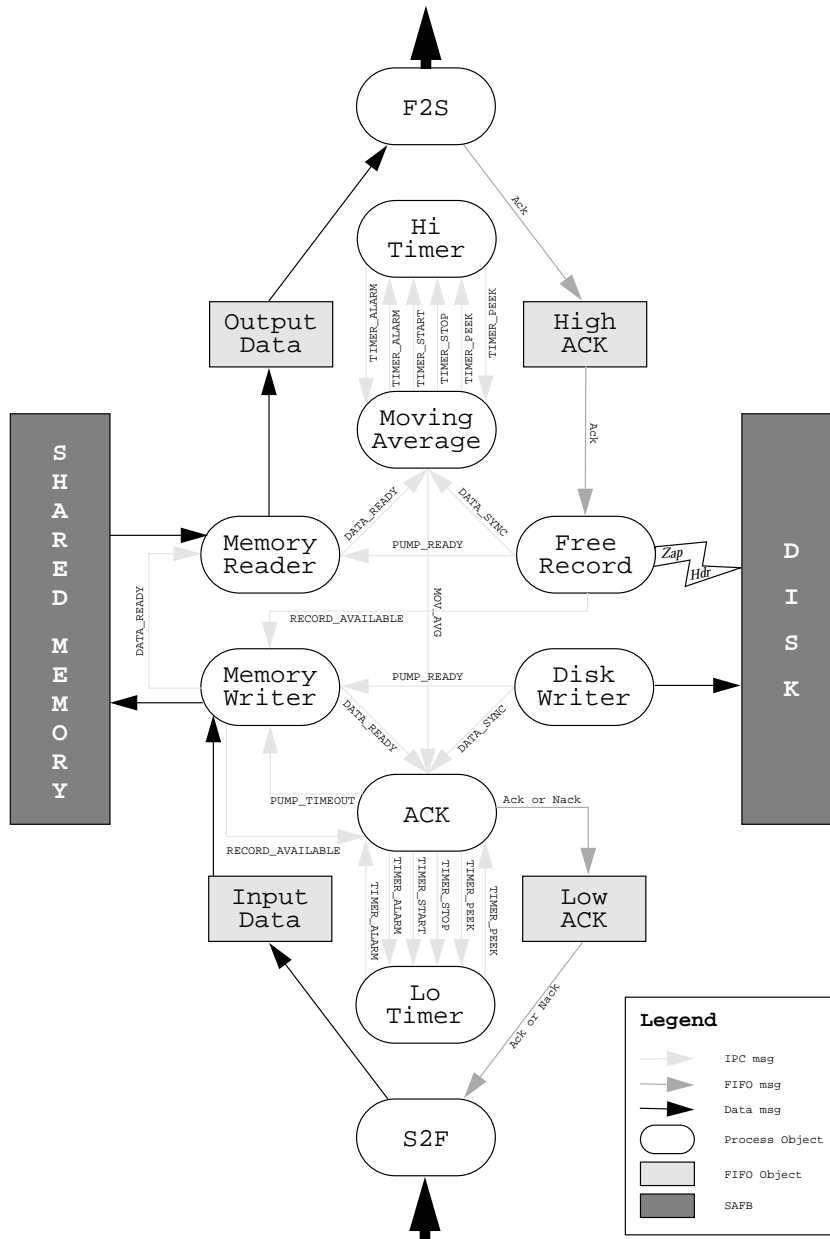 F2S
Ack
Hi
Timer
TIMER_ALARM
TIMER_ALARM
TIMER_START
TIMER_STOP
TIMER_PEEK
TIMER_PEEK
Output
Data
High
ACK
Moving
Average
Ack
SHARED MEMORY
DISK
DATA_READY
DATA_SYNC
Memory
Reader
PUMP_READY
Free
Record
Zap
Hdr
DATA_READY
MOV_AVG
RECORD_AVAILABLE
Memory
Writer
PUMP_READY
Disk
Writer
DATA_READY
DATA_SYNC
PUMP_TIMEOUT
ACK
Ack or Nack
RECORD_AVAILABLE
TIMER_ALARM
TIMER_ALARM
TIMER_START
TIMER_STOP
TIMER_PEEK
TIMER_PEEK
Input
Data
Low
ACK
Lo
Timer
Ack or Nack
S2F
Legend
IPC msg
FIFO msg
Data msg
Process Object
FIFO Object
SAFB